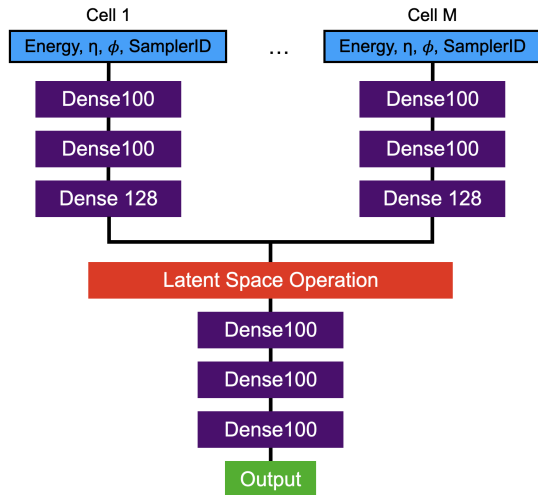 Cell 1
Cell M
Energy, η, ϕ, SamplerID
...
Energy, η, ϕ, SamplerID
Dense100
Dense100
Dense100
Dense100
Dense 128
Dense 128
Latent Space Operation
Dense100
Dense100
Dense100
Output